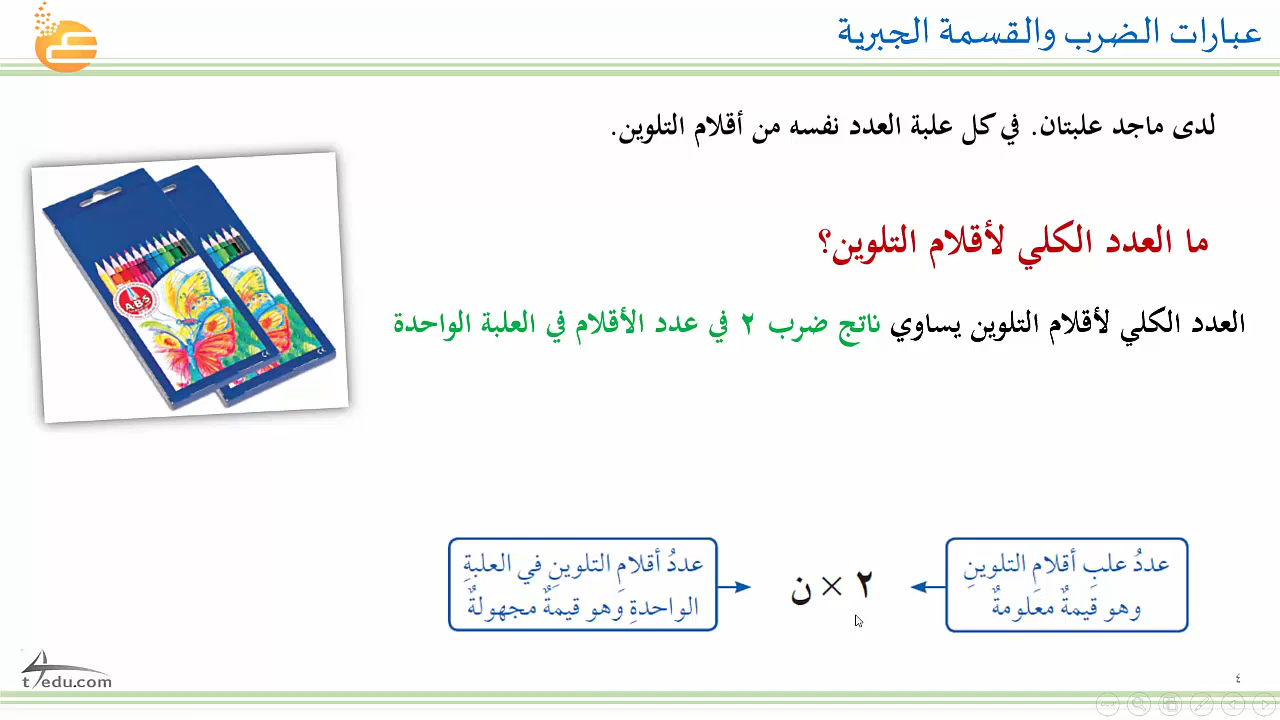 عبارات الضرب والقسمة الجبرية
لدى ماجد علبتان. في كل علبة العدد نفسه من أقلام التلوين.
ما العدد الكلي لأقلام التلوين؟
العدد الكلي لأقلام التلوين يساوي ناتج ضرب ٢ في عدد الأقلام في العلبة الواحدة
A.B.S
عددُ علبِ أقلامِ التلوينِ
وهو قيمةٌ معلومةٌ
٢ × ن
عددُ أقلامِ التلوينِ في العلبةِ
الواحدةِ وهو قيمةٌ مجهولةٌ
t4edu.com
٤